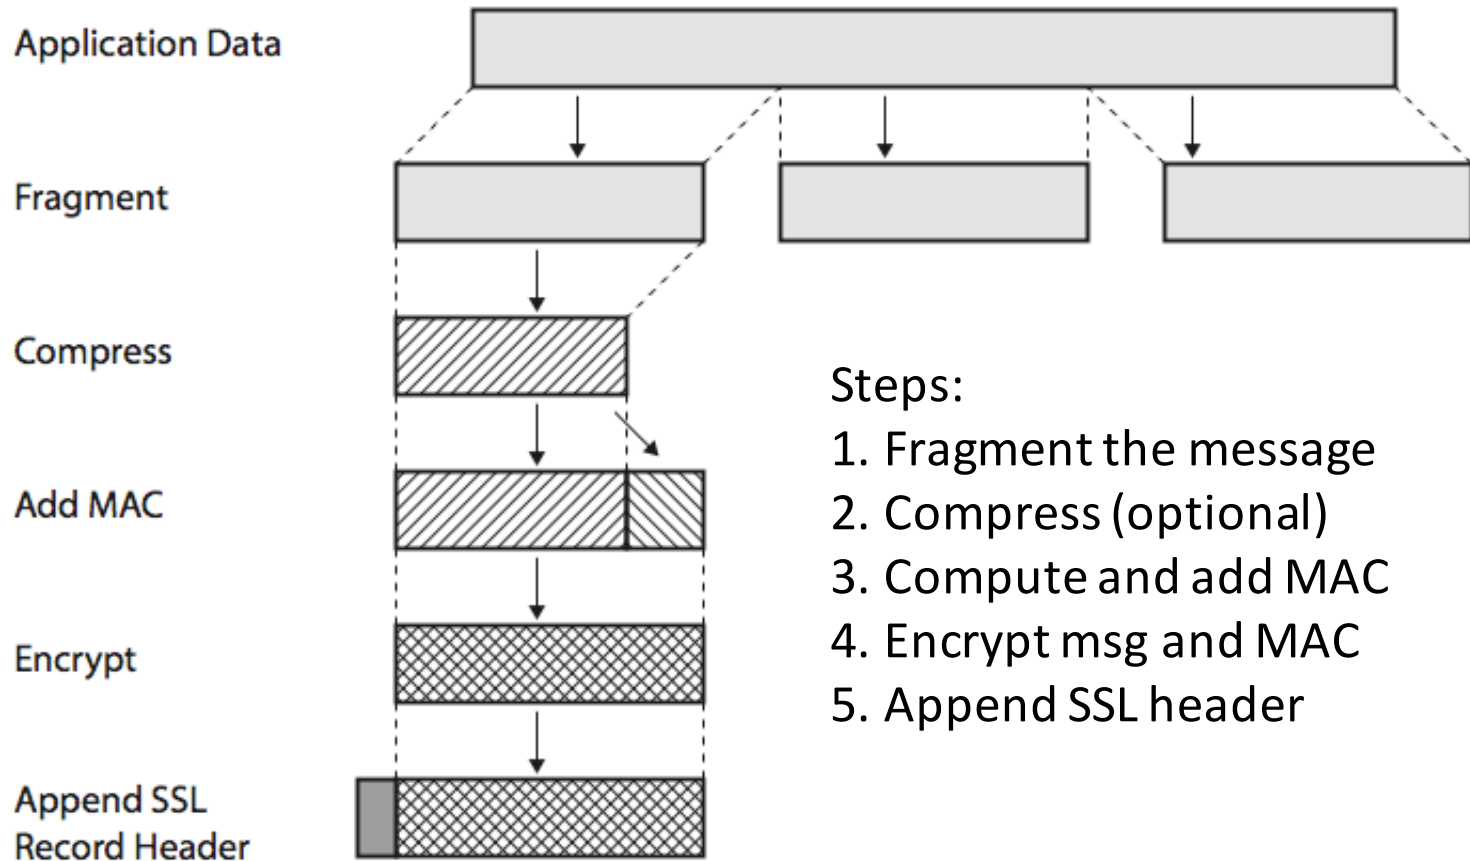 Application Data
Fragment
Compress
Add MAC
Encrypt
Append SSL
Record Header
Steps:
1. Fragment the message
2. Compress (optional)
3. Compute and add MAC
4. Encrypt msg and MAC
5. Append SSL header